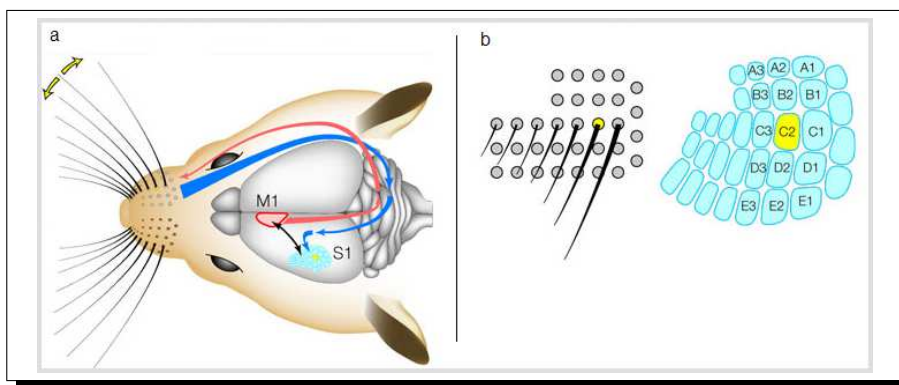 a
M1
S1
b
A3 A2 A1
B3 B2 B1
C3 C2 C1
D3 D2 D1
E3 E2 E1